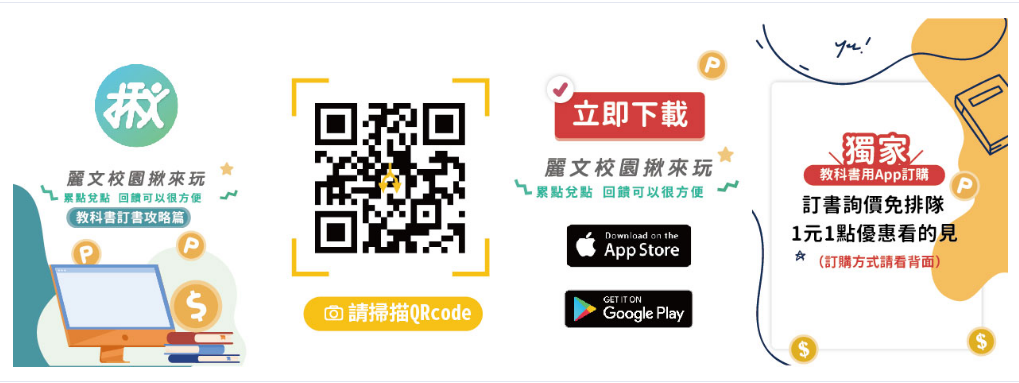 揪
麗文校園揪來玩
累點兌點 回饋可以很方便
教科書訂書攻略篇
P
P
$
請掃描QRcode
P
立即下載
麗文校園揪來玩
累點兌點 回饋可以很方便
Download on the
App Store
GET IT ON
Google Play
ya!
獨家
教科書用App訂購
P
訂書詢價免排隊
1元1點優惠看的見
(訂購方式請看背面)
$
$